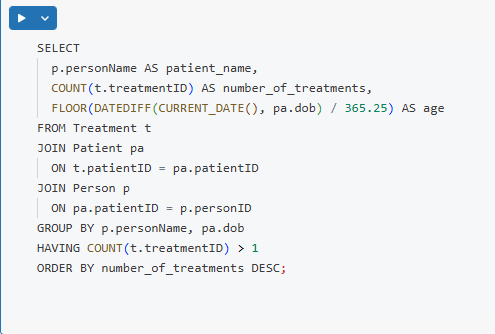 SELECT
  p.personName AS patient_name,
  COUNT(t.treatmentID) AS number_of_treatments,
  FLOOR(DATEDIFF(CURRENT_DATE(), pa.dob) / 365.25) AS age
FROM Treatment t
JOIN Patient pa
  ON t.patientID = pa.patientID
JOIN Person p
  ON pa.patientID = p.personID
GROUP BY p.personName, pa.dob
HAVING COUNT(t.treatmentID) > 1
ORDER BY number_of_treatments DESC;